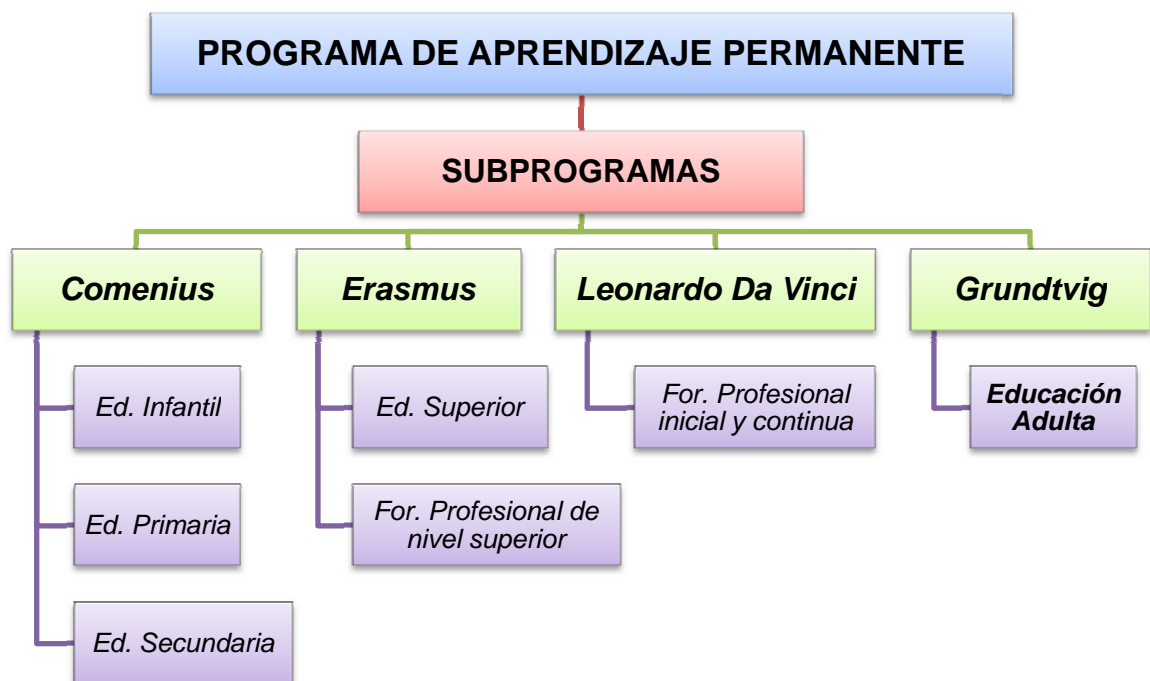 PROGRAMA DE APRENDIZAJE PERMANENTE
SUBPROGRAMAS
Comenius
Erasmus
Leonardo Da Vinci
Grundtvig
Ed. Infantil
Ed. Primaria
Ed. Secundaria
Ed. Superior
For. Profesional de
nivel superior
For. Profesional
inicial y continua
Educación
Adulta